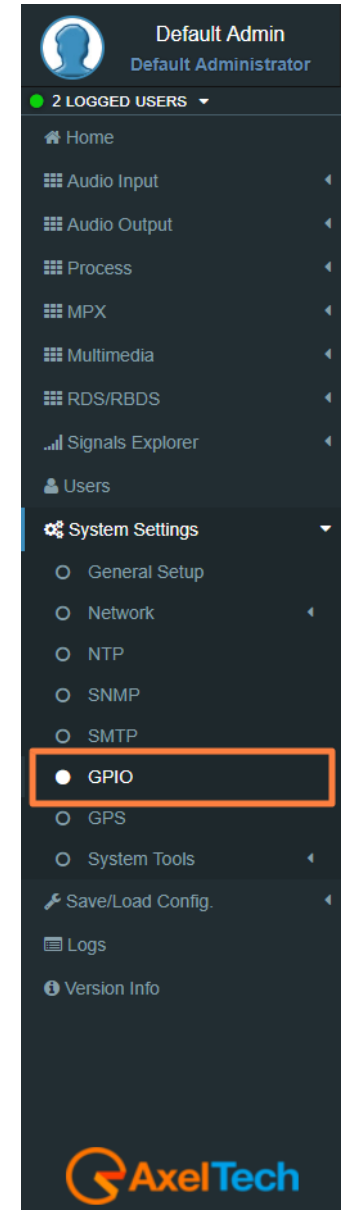 Default Admin
Default Administrator
2 LOGGED USERS
Home
Audio Input
Audio Output
Process
MPX
Multimedia
RDS/RBDS
Signals Explorer
Users
System Settings
General Setup
Network
NTP
SNMP
SMTP
GPIO
GPS
System Tools
Save/Load Config.
Logs
Version Info
AxelTech